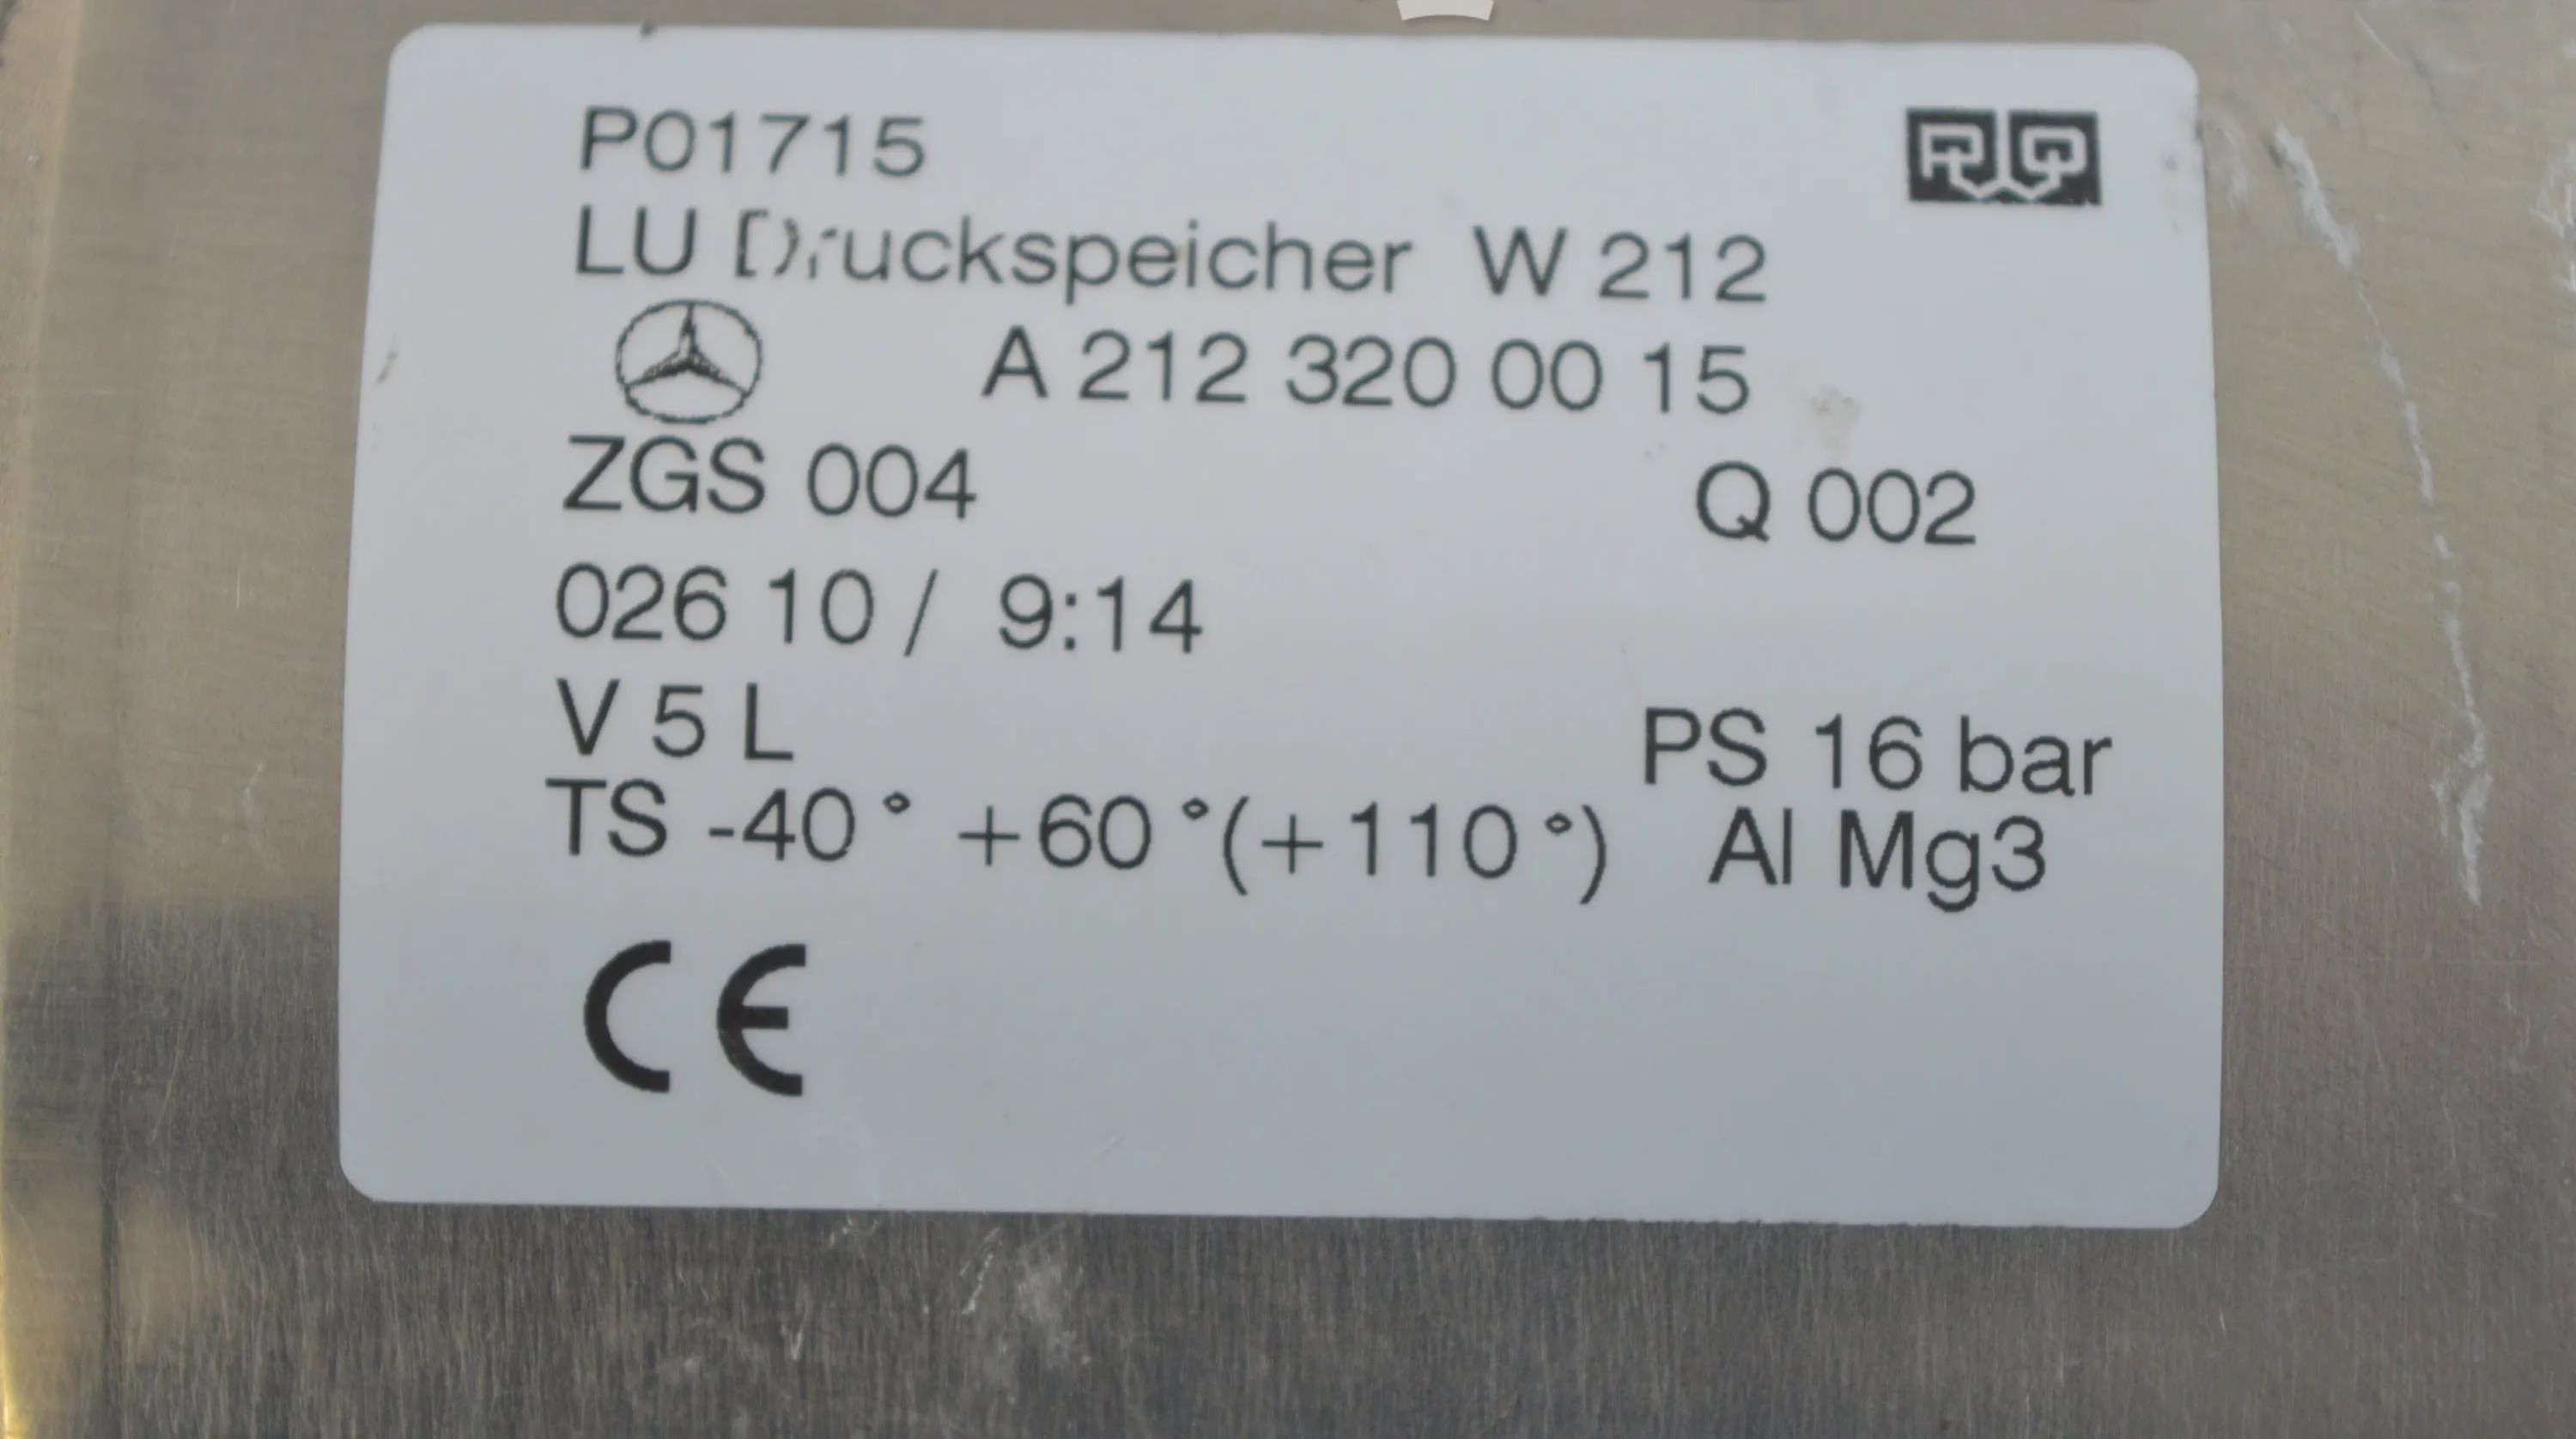 P01715
LU Druckspeicher W 212
A 212 320 00 15
ZGS 004 Q 002
026 10 / 9:14
V 5 L PS 16 bar
TS -40° +60°(+110°) Al Mg3
CE